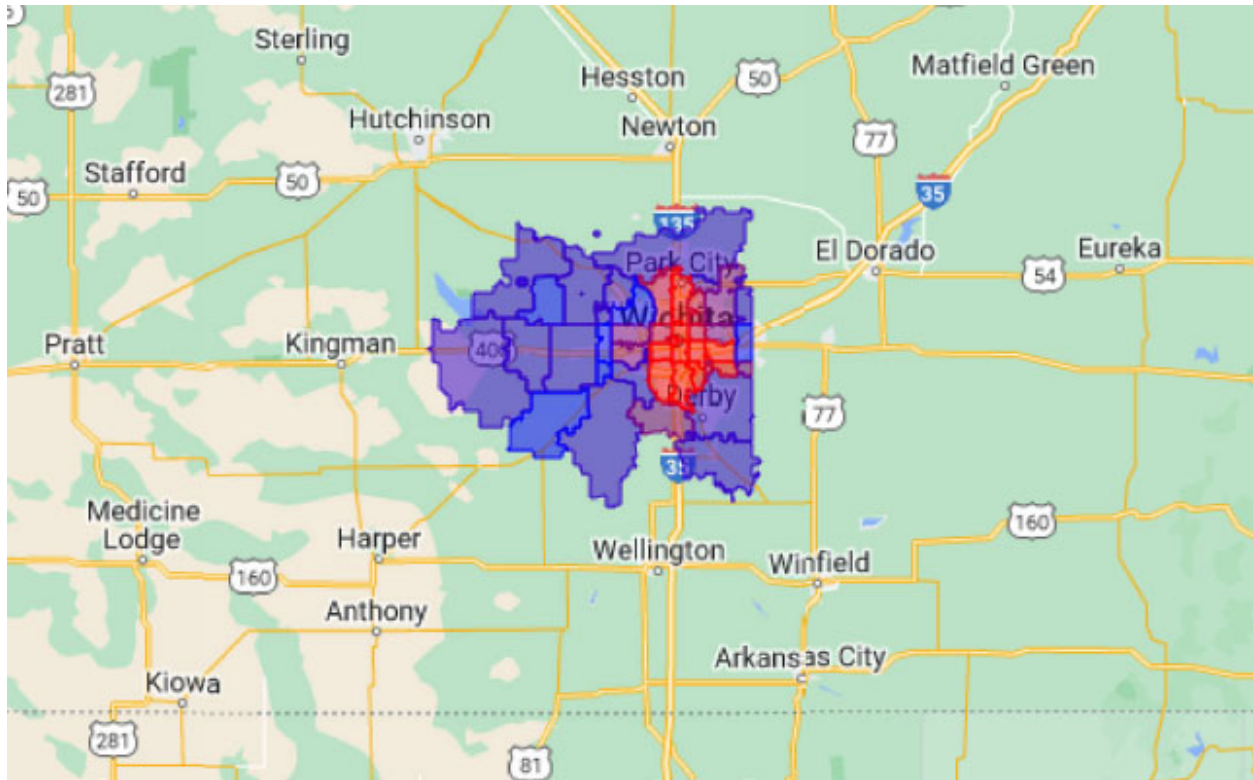 Sterling
Hesston
50
Matfield Green
281
Hutchinson
Newton
77
50
Stafford
50
35
135
Park City
El Dorado
Eureka
54
Wichita
Pratt
Kingman
400
Derby
77
35
Medicine
Lodge
Harper
160
Wellington
Winfield
160
Anthony
Arkansas City
Kiowa
281
81